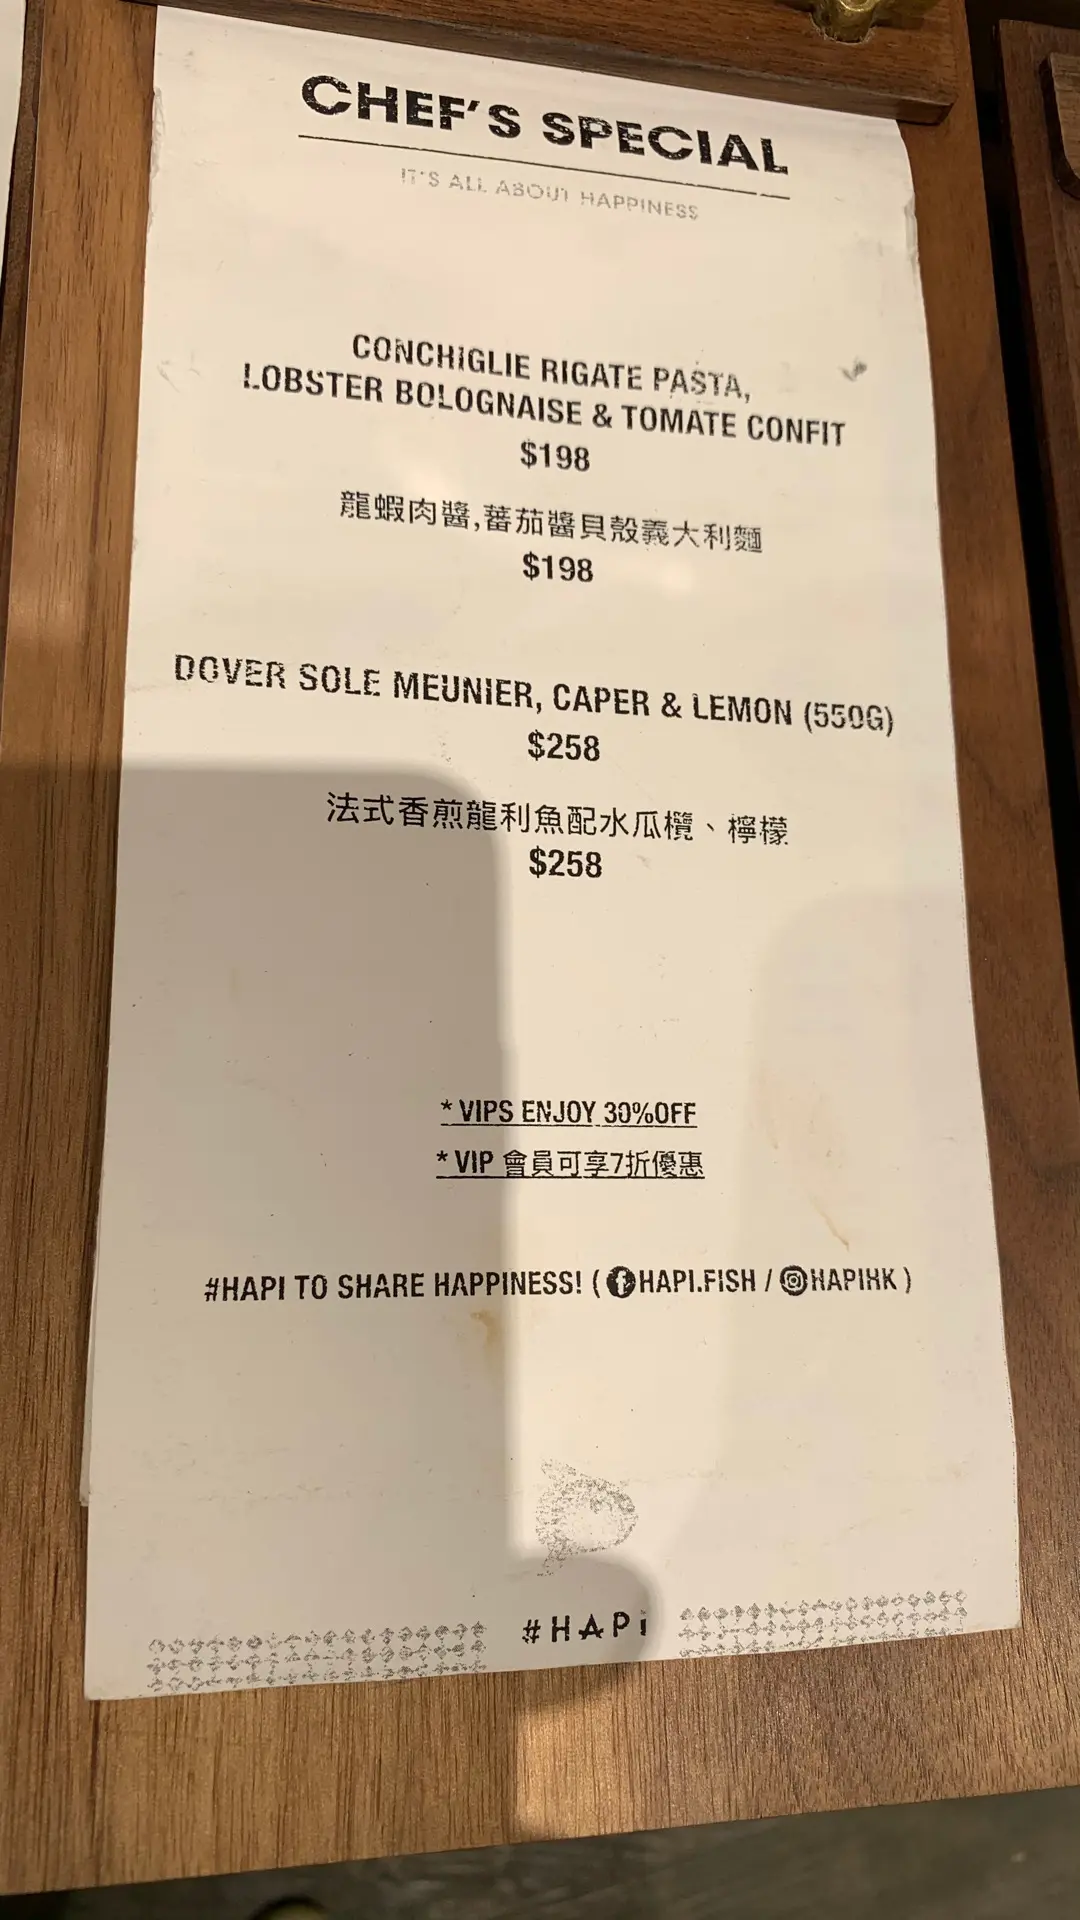 CHEF'S SPECIAL
IT'S ALL ABOUT HAPPINESS
CONCHIGLIE RIGATE PASTA,
LOBSTER BOLOGNAISE & TOMATE CONFIT
$198
龍蝦肉醬,蕃茄醬貝殼義大利麵
$198
DOVER SOLE MEUNIER, CAPER & LEMON (550G)
$258
法式香煎龍利魚配水瓜欖、檸檬
$258
* VIPS ENJOY 30%OFF
* VIP 會員可享7折優惠
#HAPI TO SHARE HAPPINESS! ( HAPI.FISH / HAPIHK )
#HAPi